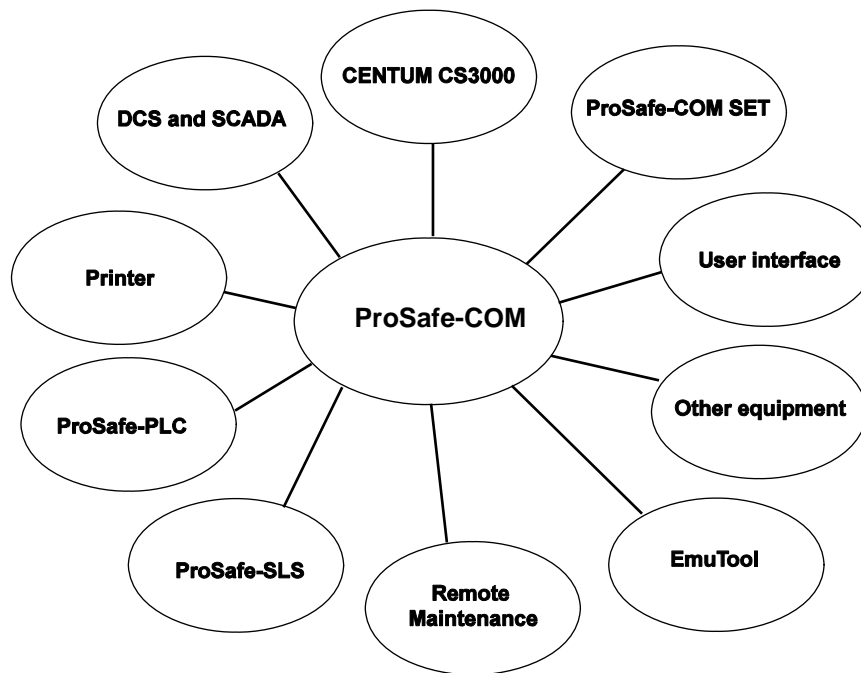 CENTUM CS3000
DCS and SCADA
ProSafe-COM SET
User interface
Printer
ProSafe-COM
Other equipment
ProSafe-PLC
EmuTool
ProSafe-SLS
Remote
Maintenance